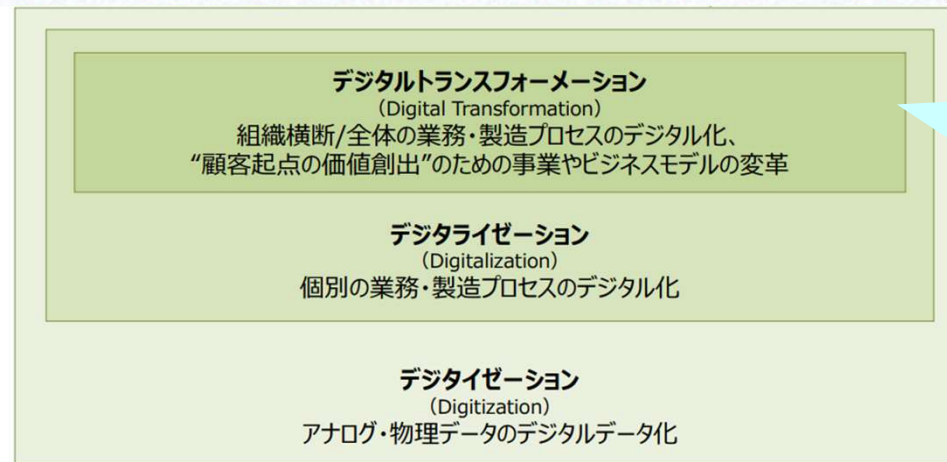 デジタルトランスフォーメーション
（Digital Transformation）
組織横断/全体の業務・製造プロセスのデジタル化、
“顧客起点の価値創出”のための事業やビジネスモデルの変革
デジタライゼーション
（Digitalization）
個別の業務・製造プロセスのデジタル化
デジタイゼーション
（Digitization）
アナログ・物理データのデジタルデータ化